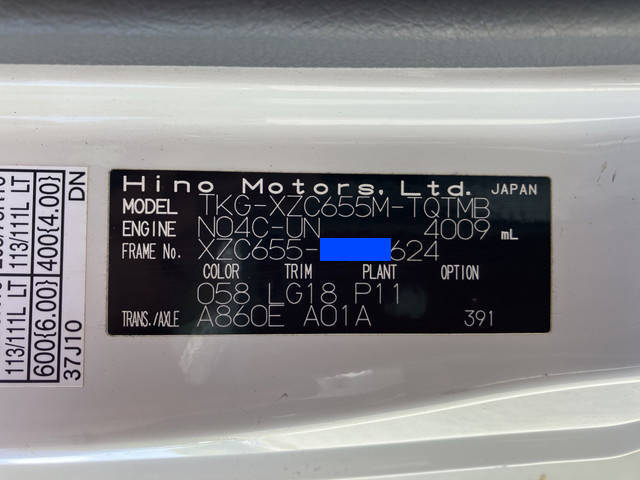 Hino Motors, Ltd. JAPAN
MODEL TKG-XZC655M-TQTMB
ENGINE N04C-UN 4009 mL
FRAME No. XZC655- 624
COLOR TRIM PLANT OPTION
058 LG18 P11
TRANS./AXLE A860E A01A 391
113/111L LT 113/111L LT
600{6.00} 400{4.00}
37J10 DN